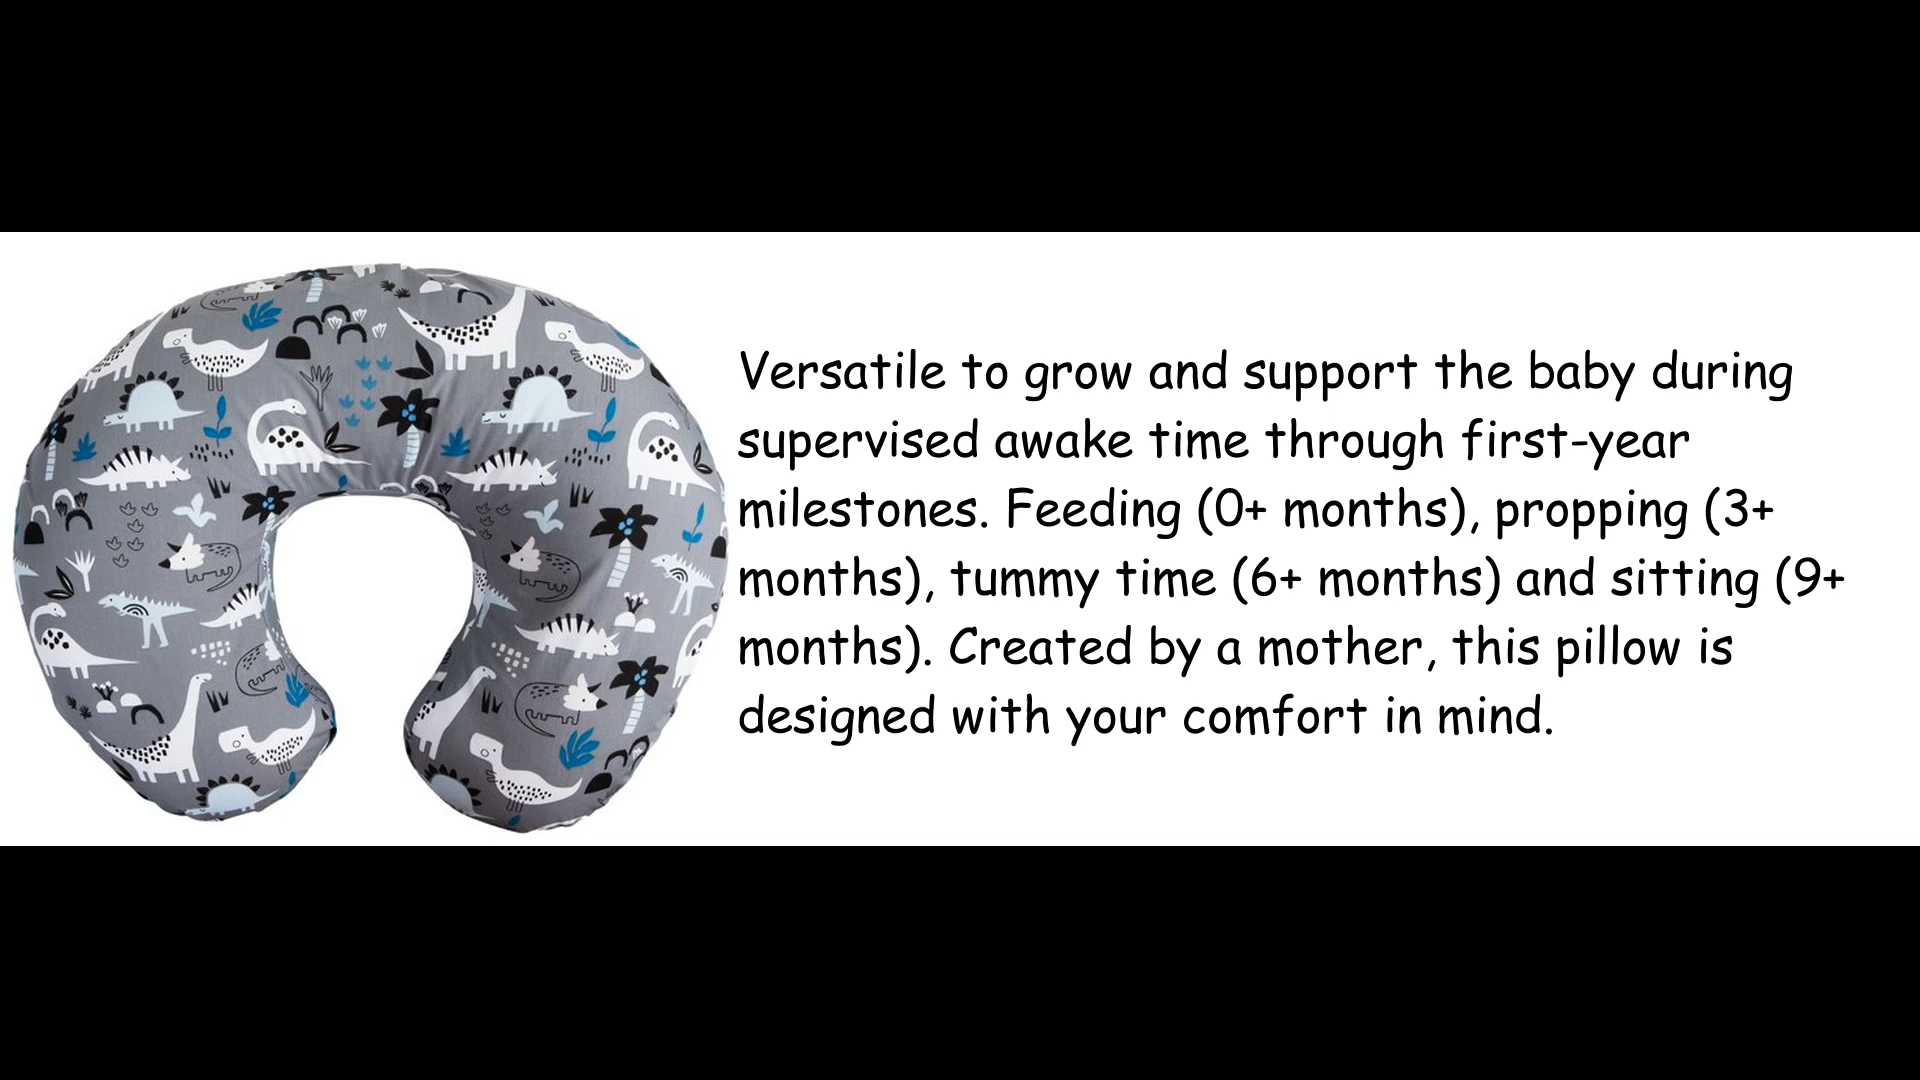 Versatile to grow and support the baby during
supervised awake time through first-year
milestones. Feeding (0+ months), propping (3+
months), tummy time (6+ months) and sitting (9+
months). Created by a mother, this pillow is
designed with your comfort in mind.